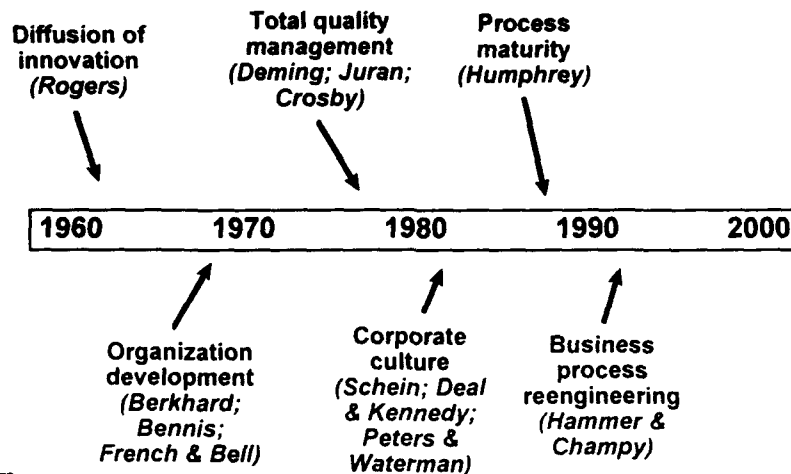 Diffusion of
innovation
(Rogers)
Total quality
management
(Deming; Juran;
Crosby)
Process
maturity
(Humphrey)
1960 1970 1980 1990 2000
Organization
development
(Berkhard;
Bennis;
French & Bell)
Corporate
culture
(Schein; Deal
& Kennedy;
Peters &
Waterman)
Business
process
reengineering
(Hammer &
Champy)